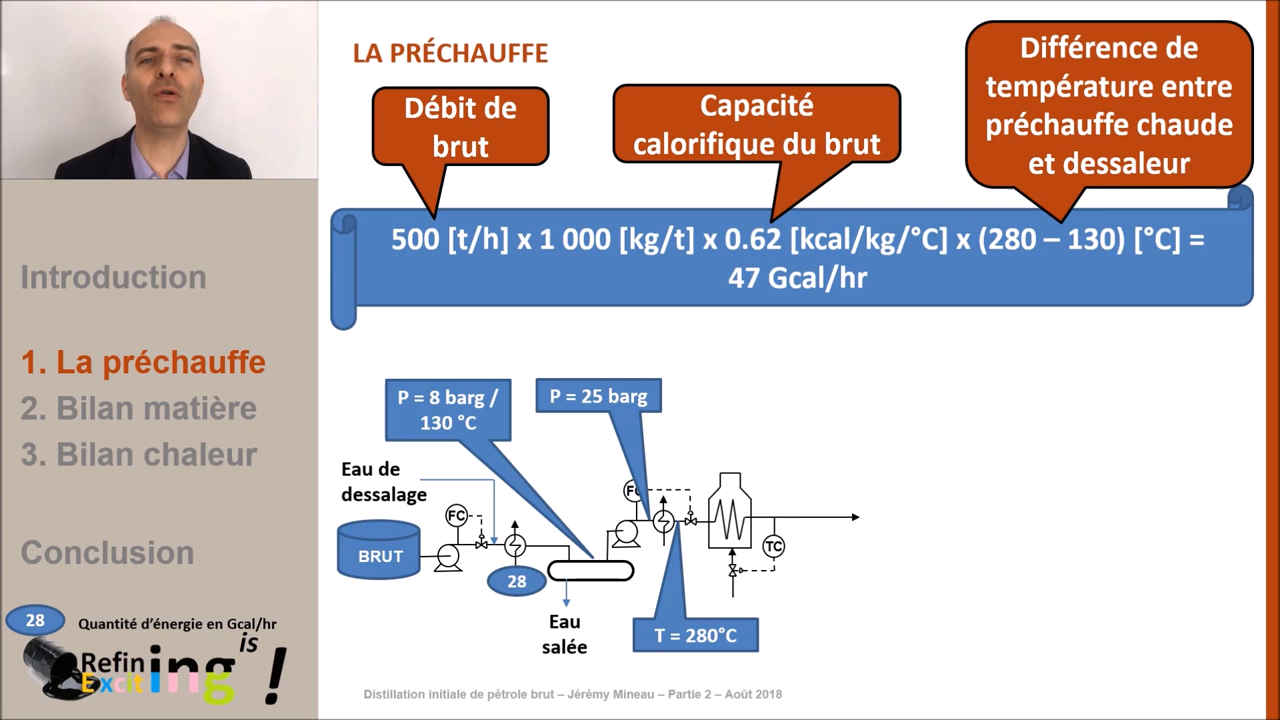 LA PRÉCHAUFFE
Débit de
brut
Capacité
calorifique du brut
Différence de
température entre
préchauffe chaude
et dessaleur
500 [t/h] x 1 000 [kg/t] x 0.62 [kcal/kg/°C] x (280 – 130) [°C] =
47 Gcal/hr
Introduction
1. La préchauffe
2. Bilan matière
3. Bilan chaleur
Conclusion
28
Quantité d'énergie en Gcal/hr
Refin
Excit
ing
is
!
P = 8 barg /
130 °C
P = 25 barg
Eau de
dessalage
FC
FC
BRUT
28
TC
Eau
salée
T = 280°C
Distillation initiale de pétrole brut – Jérémy Mineau – Partie 2 – Août 2018